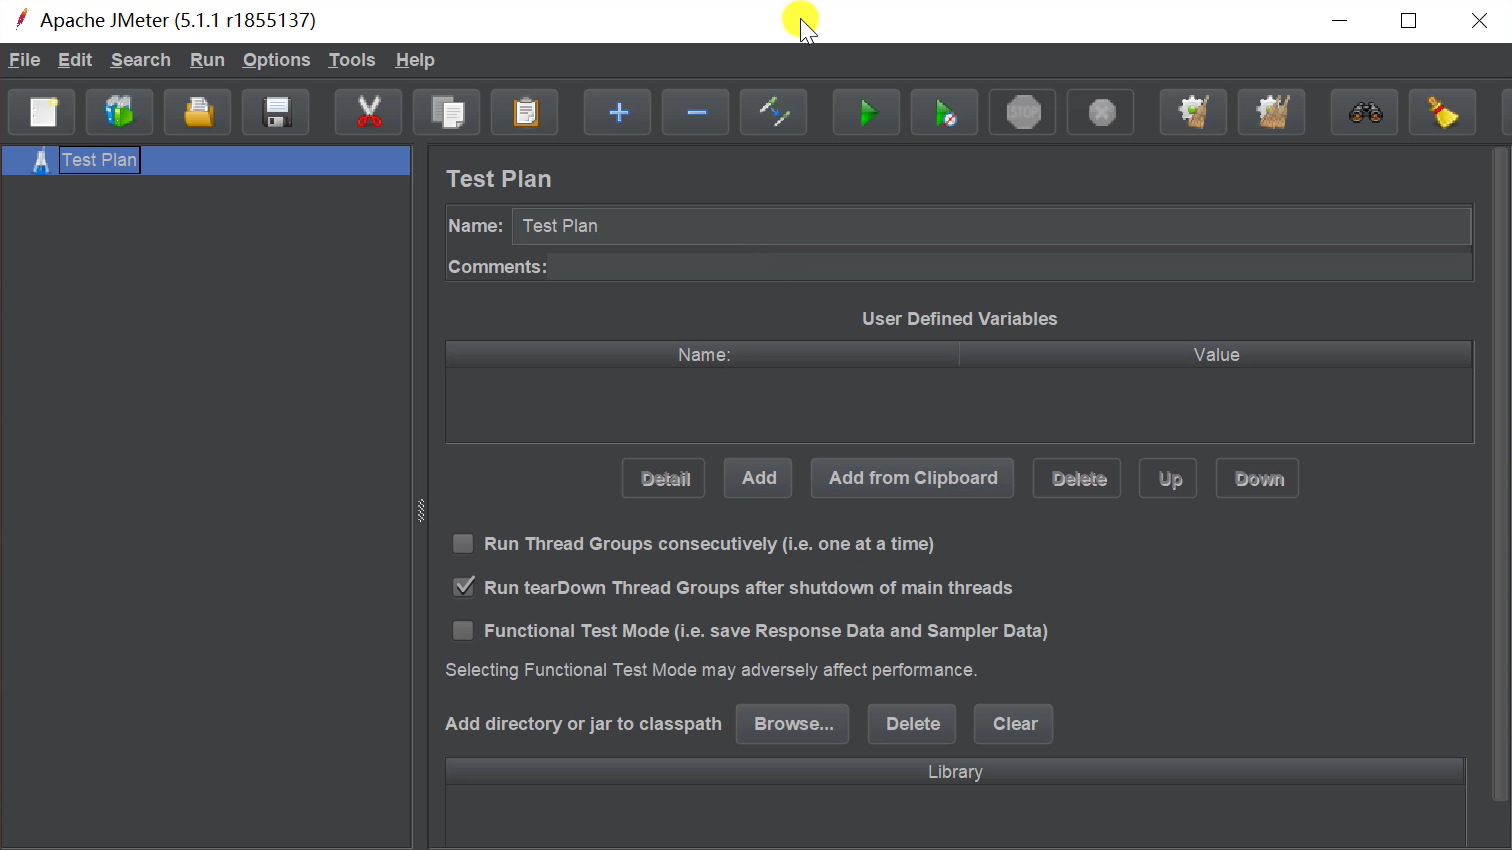 Apache JMeter (5.1.1 r1855137)
File Edit Search Run Options Tools Help
STOP
Test Plan
Test Plan
Name: Test Plan
Comments:
User Defined Variables
Name: Value
Detail Add Add from Clipboard Delete Up Down
Run Thread Groups consecutively (i.e. one at a time)
Run tearDown Thread Groups after shutdown of main threads
Functional Test Mode (i.e. save Response Data and Sampler Data)
Selecting Functional Test Mode may adversely affect performance.
Add directory or jar to classpath Browse... Delete Clear
Library